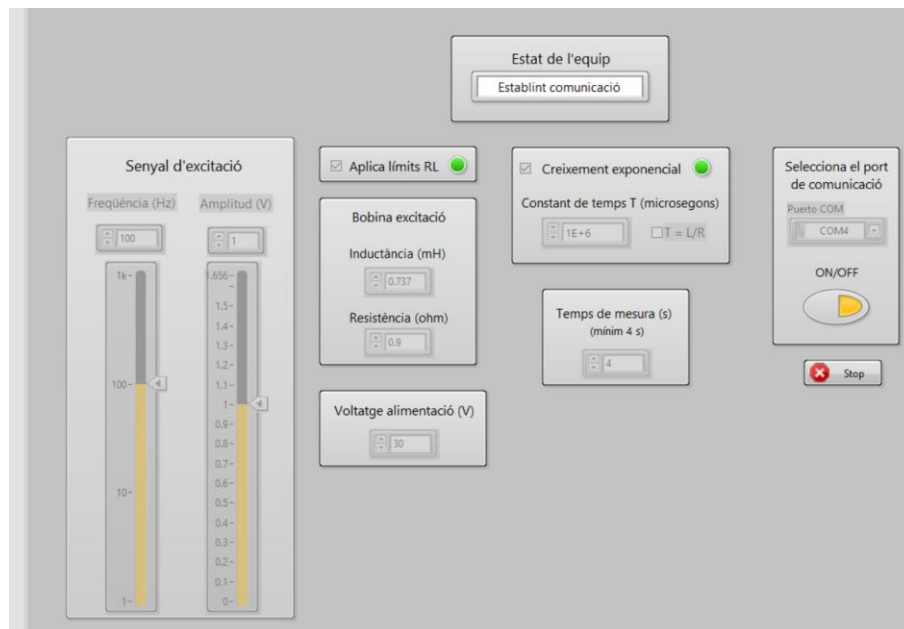 Estat de l'equip
Establint comunicació
Senyal d'excitació
Freqüència (Hz)
Amplitud (V)
100
1
1k
100
10
1
1.656
1.5
1.4
1.3
1.2
1.1
1
0.9
0.8
0.7
0.6
0.5
0.4
0.3
0.2
0.1
0
Aplica límits RL
Bobina excitació
Inductància (mH)
0.737
Resistència (ohm)
0.9
Voltatge alimentació (V)
30
Creixement exponencial
Constant de temps T (microsegons)
1E+6
T = L/R
Temps de mesura (s)
(mínim 4 s)
4
Selecciona el port
de comunicació
Puerto COM
COM4
ON/OFF
Stop